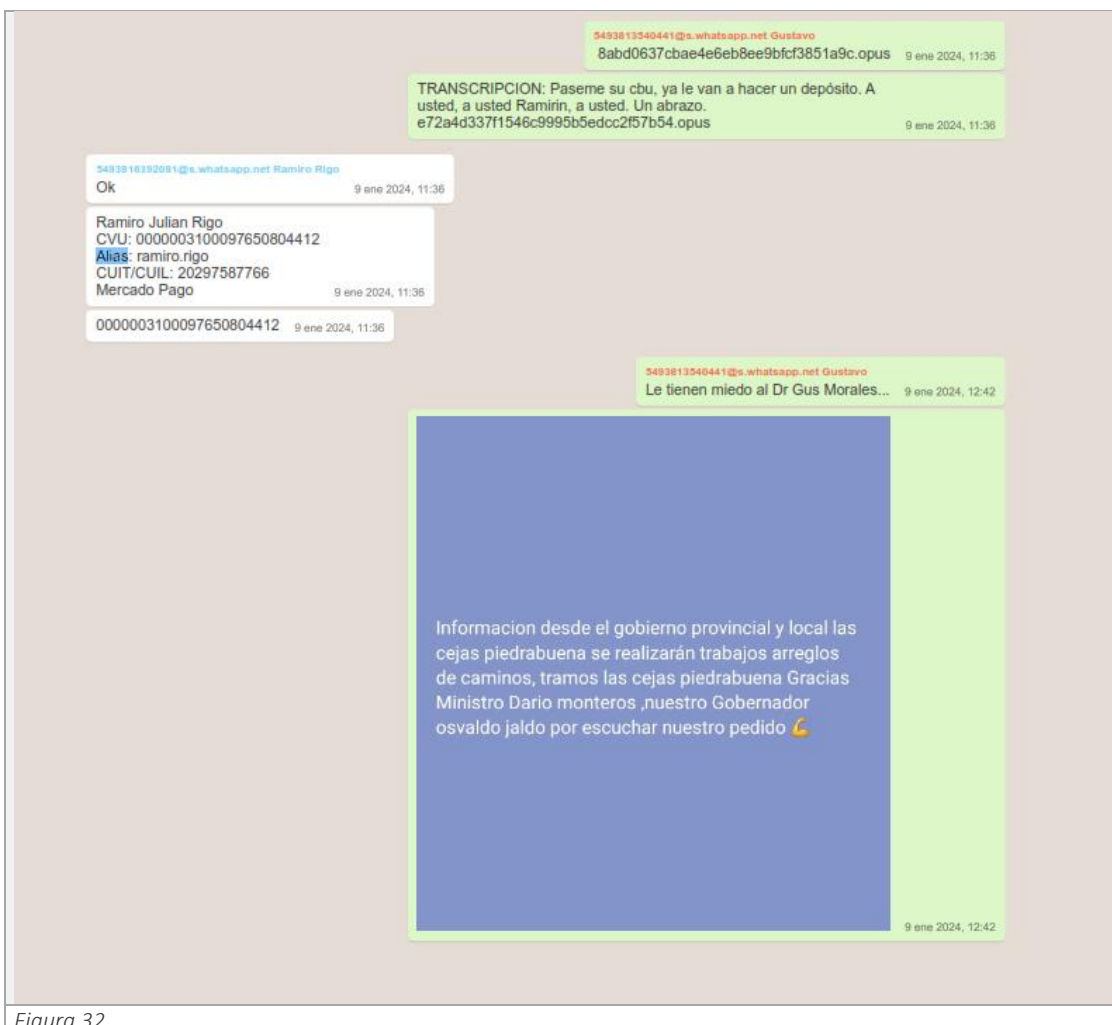 5493813540441@s.whatsapp.net Gustavo
8abd0637cbae4e6eb8ee9bfcf3851a9c.opus 9 ene 2024, 11:36
TRANSCRIPCION: Paseme su cbu, ya le van a hacer un depósito. A
usted, a usted Ramirin, a usted. Un abrazo.
e72a4d337f1546c9995b5edcc2f57b54.opus 9 ene 2024, 11:36
5493816392081@s.whatsapp.net Ramiro Rigo
Ok 9 ene 2024, 11:36
Ramiro Julian Rigo
CVU: 0000003100097650804412
Alias: ramiro.rigo
CUIT/CUIL: 20297587766
Mercado Pago 9 ene 2024, 11:36
0000003100097650804412 9 ene 2024, 11:36
5493813540441@s.whatsapp.net Gustavo
Le tienen miedo al Dr Gus Morales... 9 ene 2024, 12:42
Informacion desde el gobierno provincial y local las
cejas piedrabuena se realizarán trabajos arreglos
de caminos, tramos las cejas piedrabuena Gracias
Ministro Dario monteros ,nuestro Gobernador
osvaldo jaldo por escuchar nuestro pedido 💪
9 ene 2024, 12:42
Figura 32